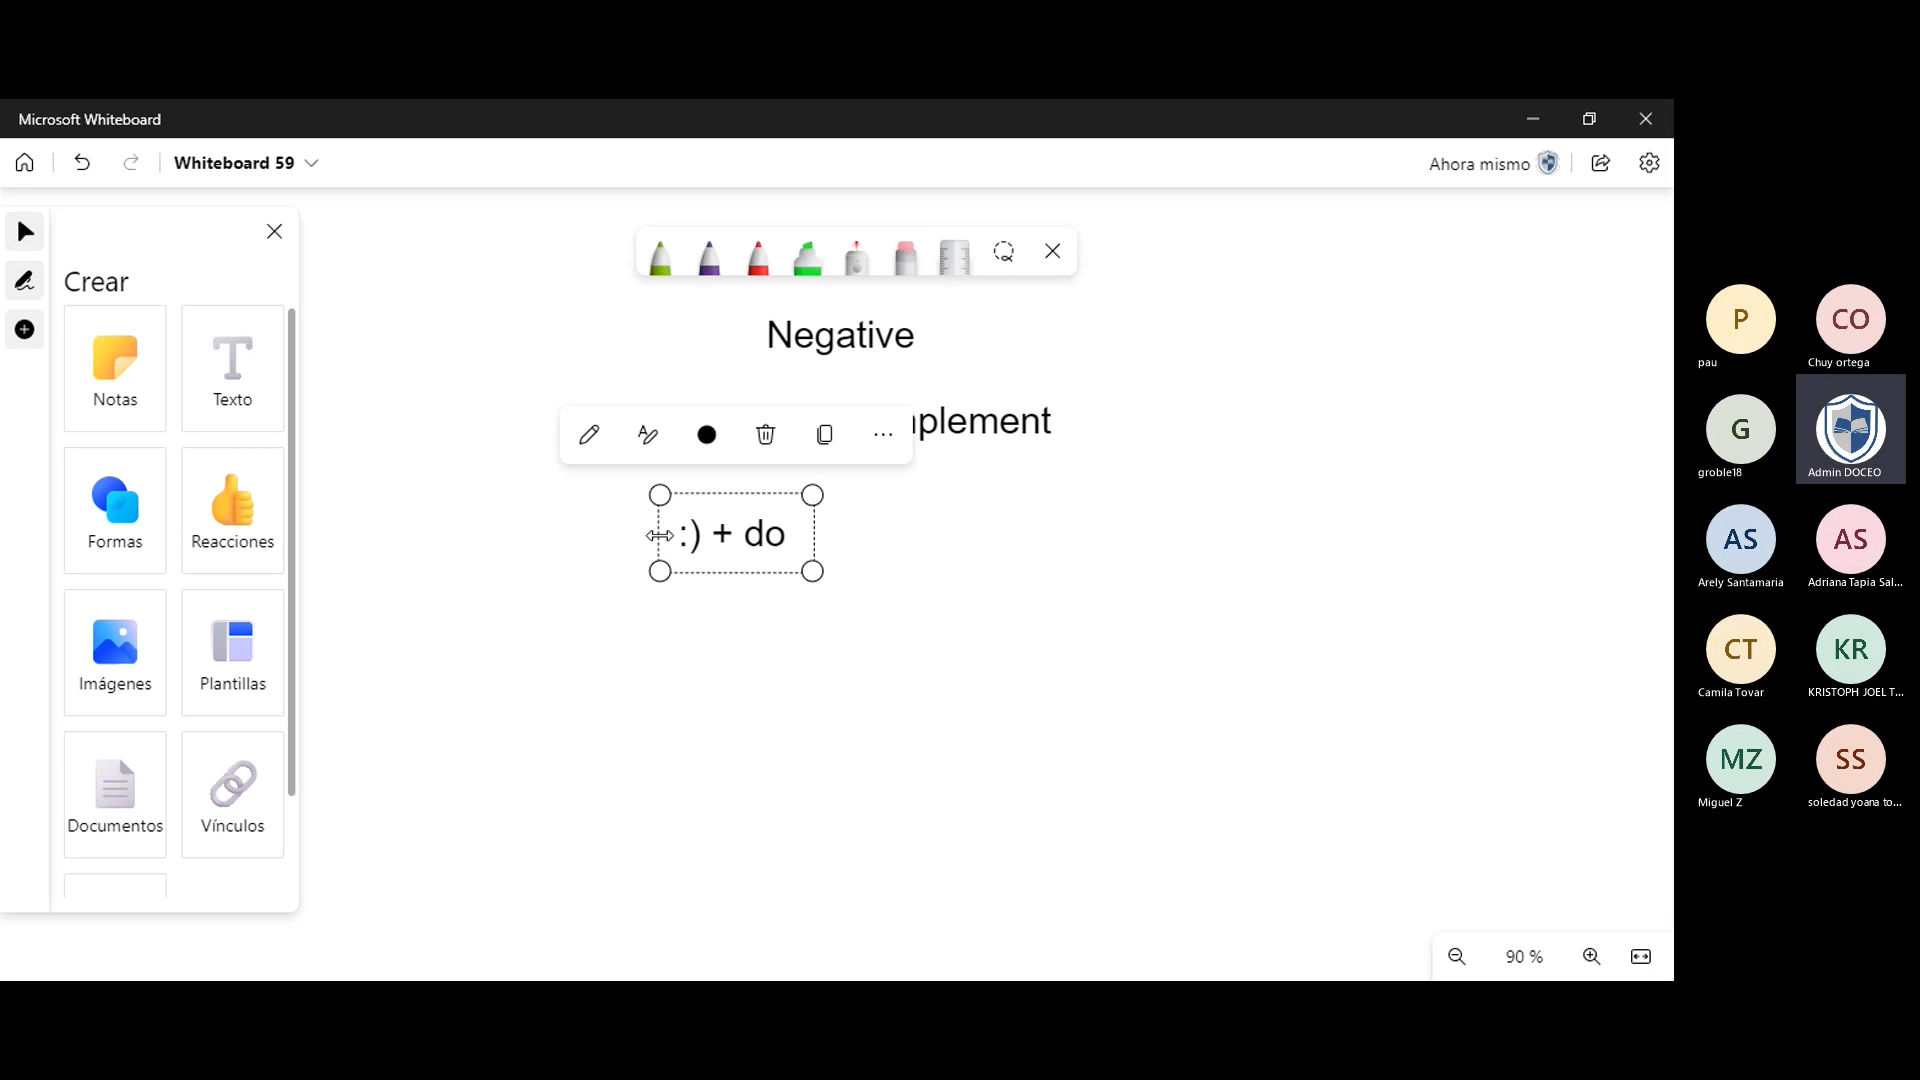 Microsoft Whiteboard
Whiteboard 59
Ahora mismo
Crear
Notas
Texto
Formas
Reacciones
Imágenes
Plantillas
Documentos
Vínculos
Negative
plement
:) + do
90 %
P
pau
CO
Chuy ortega
G
groble18
Admin DOCEO
AS
Arely Santamaria
AS
Adriana Tapia Sal...
CT
Camila Tovar
KR
KRISTOPH JOEL T...
MZ
Miguel Z
SS
soledad yoana to...